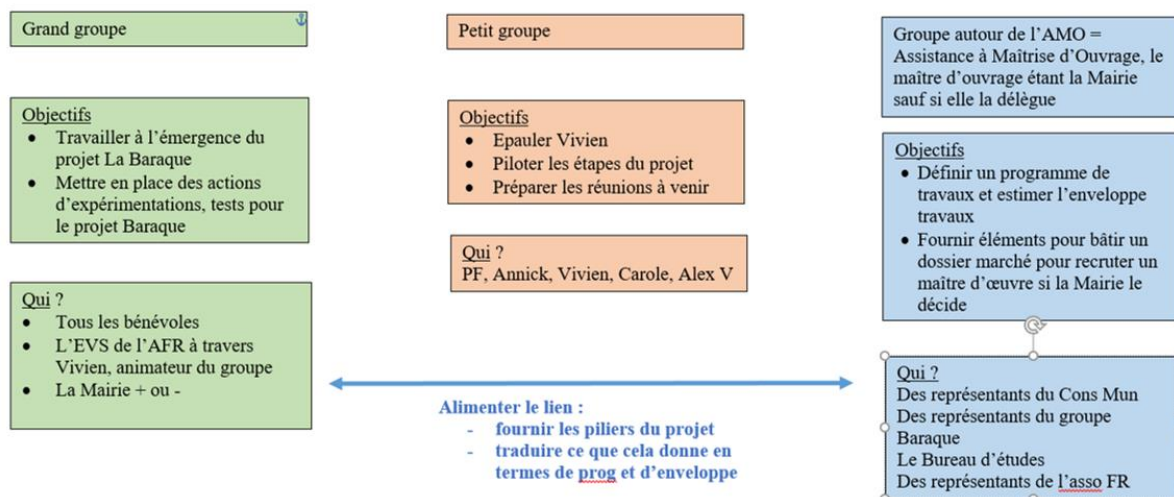 Grand groupe
Objectifs
• Travailler à l'émergence du
projet La Baraque
• Mettre en place des actions
d'expérimentations, tests pour
le projet Baraque
Qui ?
• Tous les bénévoles
• L'EVS de l'AFR à travers
Vivien, animateur du groupe
• La Mairie + ou -
Petit groupe
Objectifs
• Epauler Vivien
• Piloter les étapes du projet
• Préparer les réunions à venir
Qui ?
PF, Annick, Vivien, Carole, Alex V
Alimenter le lien :
- fournir les piliers du projet
- traduire ce que cela donne en
termes de prog et d'enveloppe
Groupe autour de l'AMO =
Assistance à Maîtrise d'Ouvrage, le
maître d'ouvrage étant la Mairie
sauf si elle la délègue
Objectifs
• Définir un programme de
travaux et estimer l'enveloppe
travaux
• Fournir éléments pour bâtir un
dossier marché pour recruter un
maître d'œuvre si la Mairie le
décide
Qui ?
Des représentants du Cons Mun
Des représentants du groupe
Baraque
Le Bureau d'études
Des représentants de l'asso FR